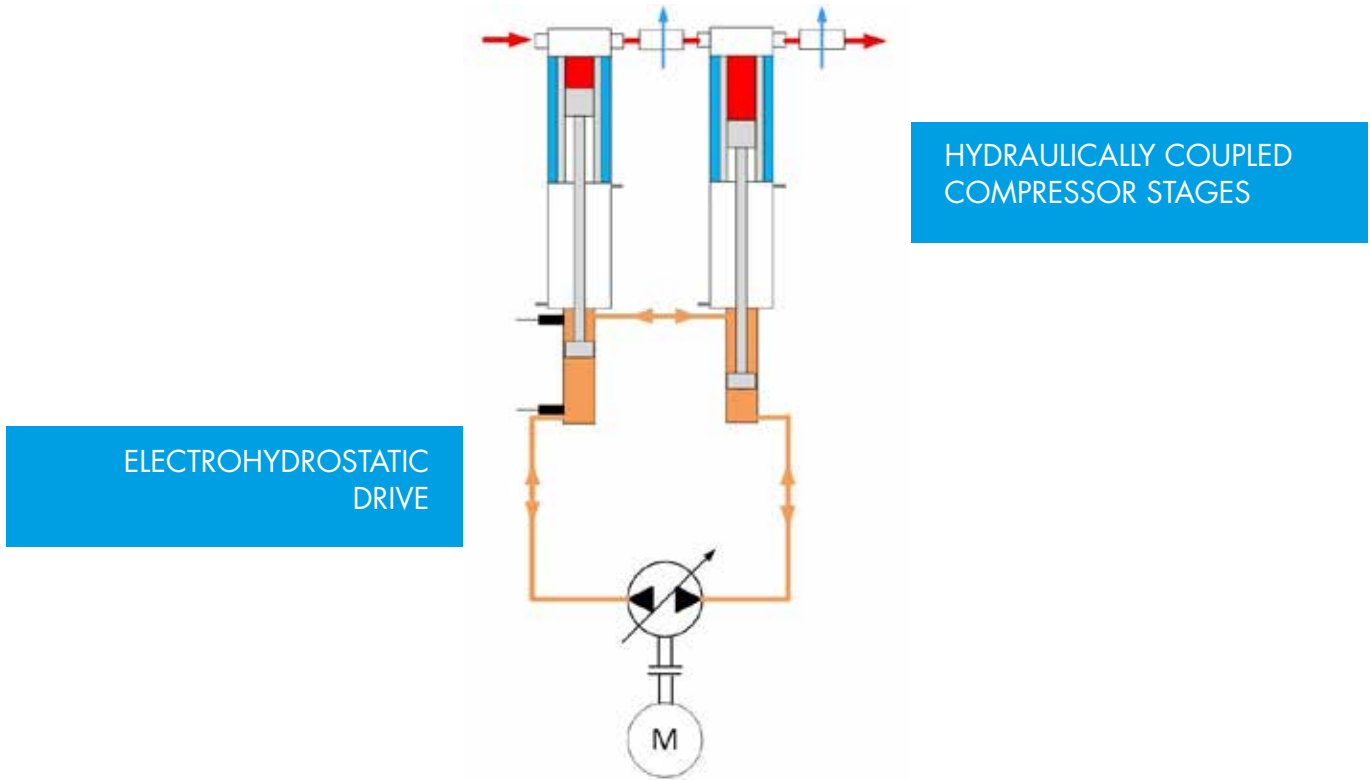 HYDRAULICALLY COUPLED
COMPRESSOR STAGES
ELECTROHYDROSTATIC
DRIVE
M